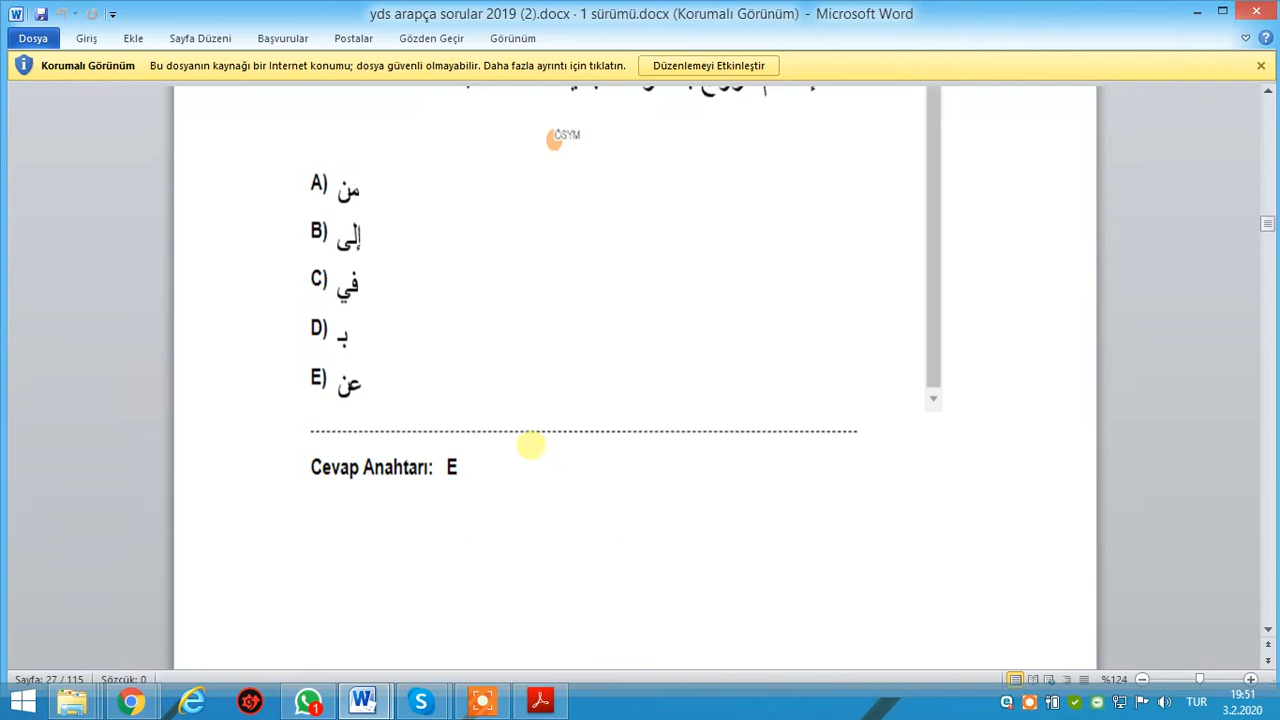 yds arapça sorular 2019 (2).docx - 1 sürümü.docx (Korumalı Görünüm) - Microsoft Word
Dosya Giriş Ekle Sayfa Düzeni Başvurular Postalar Gözden Geçir Görünüm
Korumalı Görünüm Bu dosyanın kaynağı bir Internet konumu; dosya güvenli olmayabilir. Daha fazla ayrıntı için tıklatın. Düzenlemeyi Etkinleştir
ÖSYM
A) من
B) إلى
C) في
D) بـ
E) عن
Cevap Anahtarı: E
Sayfa: 27 / 115 Sözcük: 0 %124
1
TUR 19:51
3.2.2020